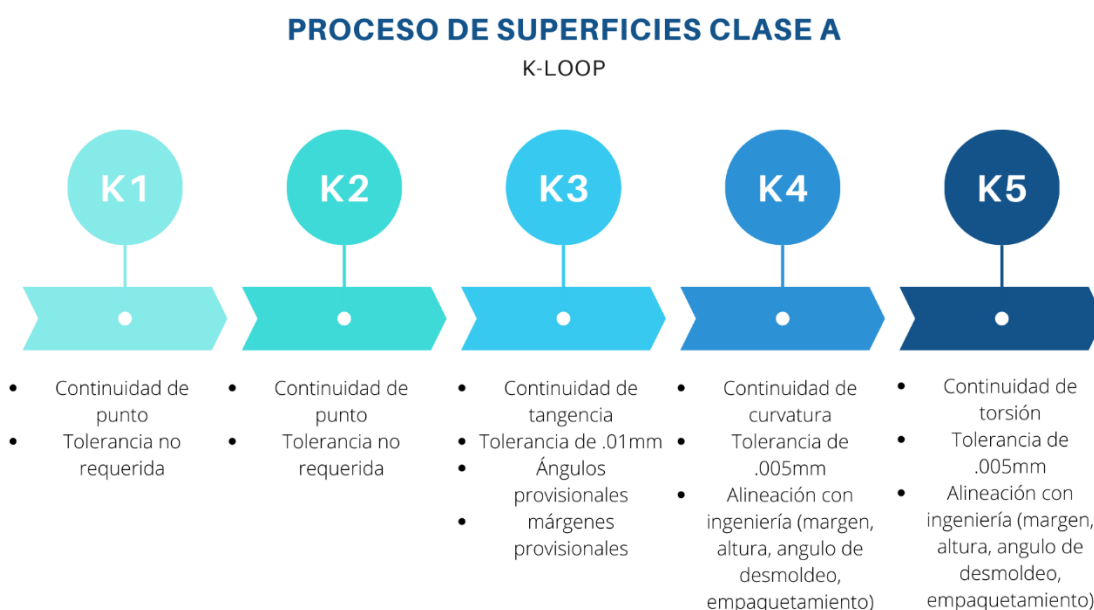 PROCESO DE SUPERFICIES CLASE A
K-LOOP
K1
K2
K3
K4
K5
• Continuidad de
punto
• Tolerancia no
requerida
• Continuidad de
punto
• Tolerancia no
requerida
• Continuidad de
tangencia
• Tolerancia de .01mm
• Ángulos
provisionales
• márgenes
provisionales
• Continuidad de
curvatura
• Tolerancia de
.005mm
• Alineación con
ingeniería (margen,
altura, angulo de
desmoldeo,
empaquetamiento)
• Continuidad de
torsión
• Tolerancia de
.005mm
• Alineación con
ingeniería (margen,
altura, angulo de
desmoldeo,
empaquetamiento)